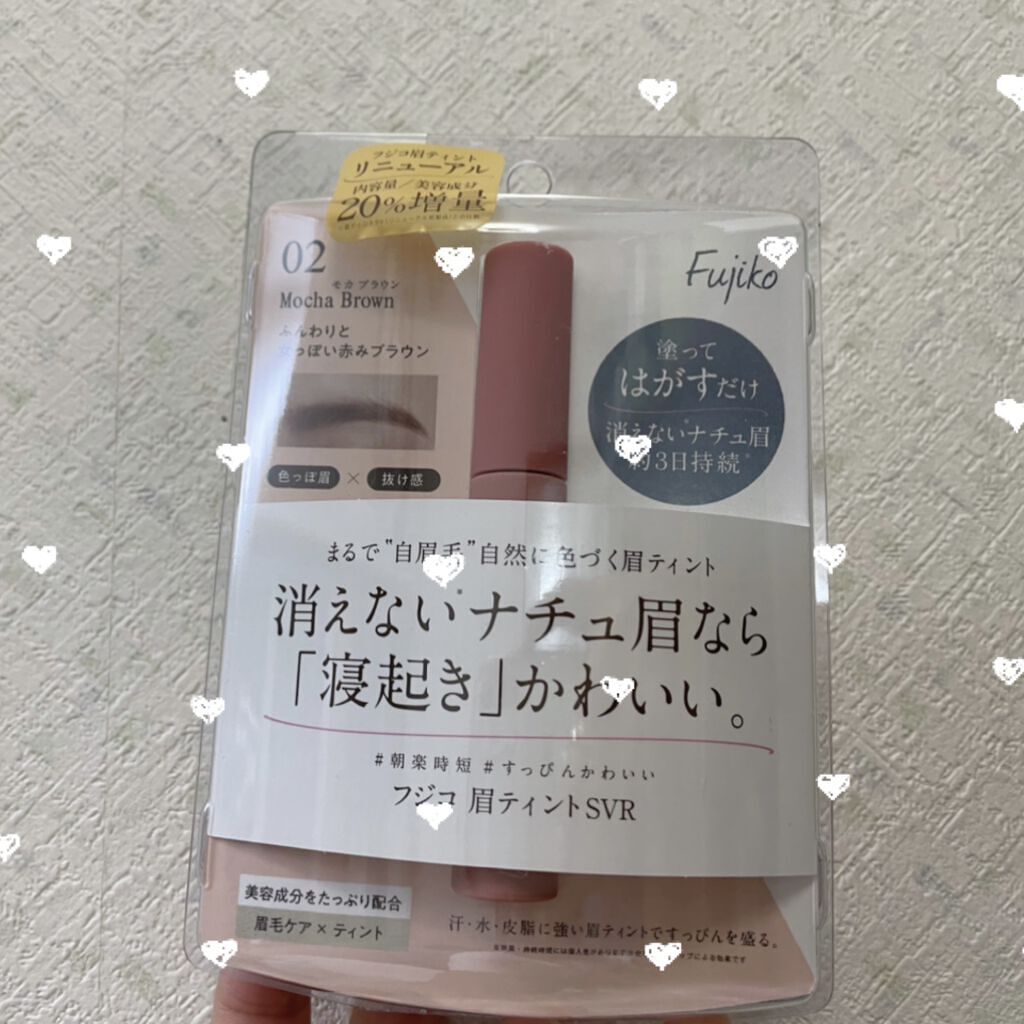 フジコ眉ティント
リニューアル
内容量/美容成分
20%増量
02
モカ ブラウン
Mocha Brown
ふんわりと
女っぽい赤みブラウン
色っぽ眉 × 抜け感
Fujiko
塗って
はがすだけ
消えない*ナチュ眉
約3日持続*
まるで"自眉毛"自然に色づく眉ティント
消えない*ナチュ眉なら
「寝起き」かわいい。
#朝楽時短 #すっぴんかわいい
フジコ 眉ティントSVR
美容成分をたっぷり配合
眉毛ケア×ティント
汗・水・皮脂に強い眉ティントですっぴんを盛る。